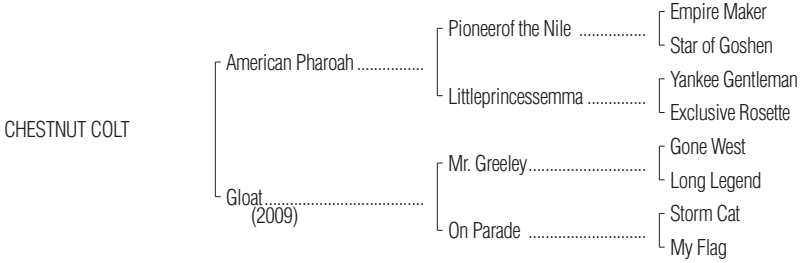 Empire Maker
Pioneerof the Nile ................
Star of Goshen
American Pharoah ................
Yankee Gentleman
Littleprincessemma ..............
Exclusive Rosette
CHESTNUT COLT
Gone West
Mr. Greeley............................
Long Legend
Gloat......................................
(2009)
Storm Cat
On Parade ............................
My Flag